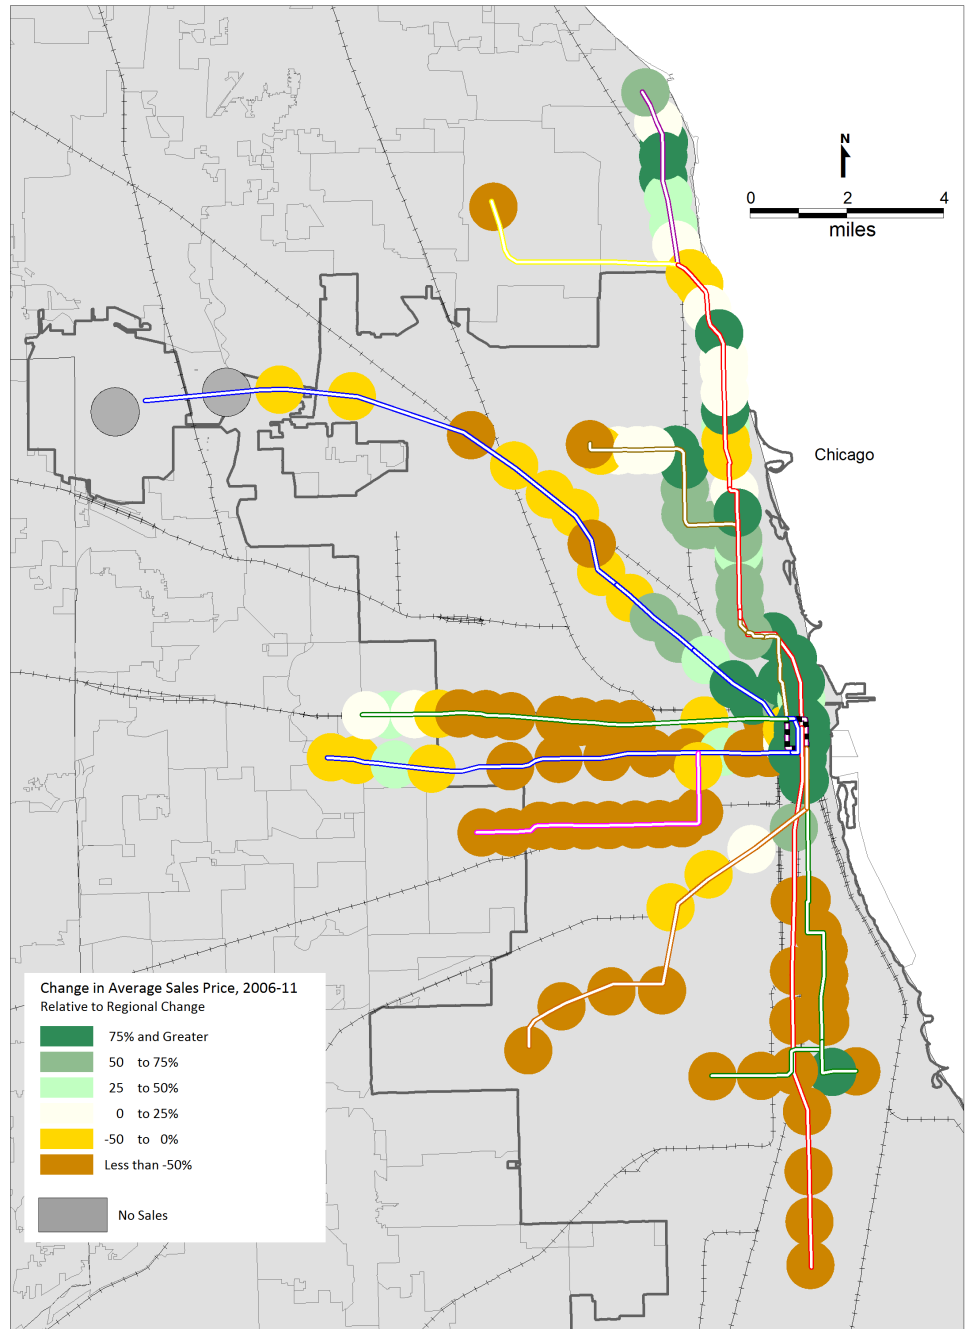 N
0 2 4
miles
Chicago
Change in Average Sales Price, 2006-11
Relative to Regional Change
75% and Greater
50 to 75%
25 to 50%
0 to 25%
-50 to 0%
Less than -50%
No Sales